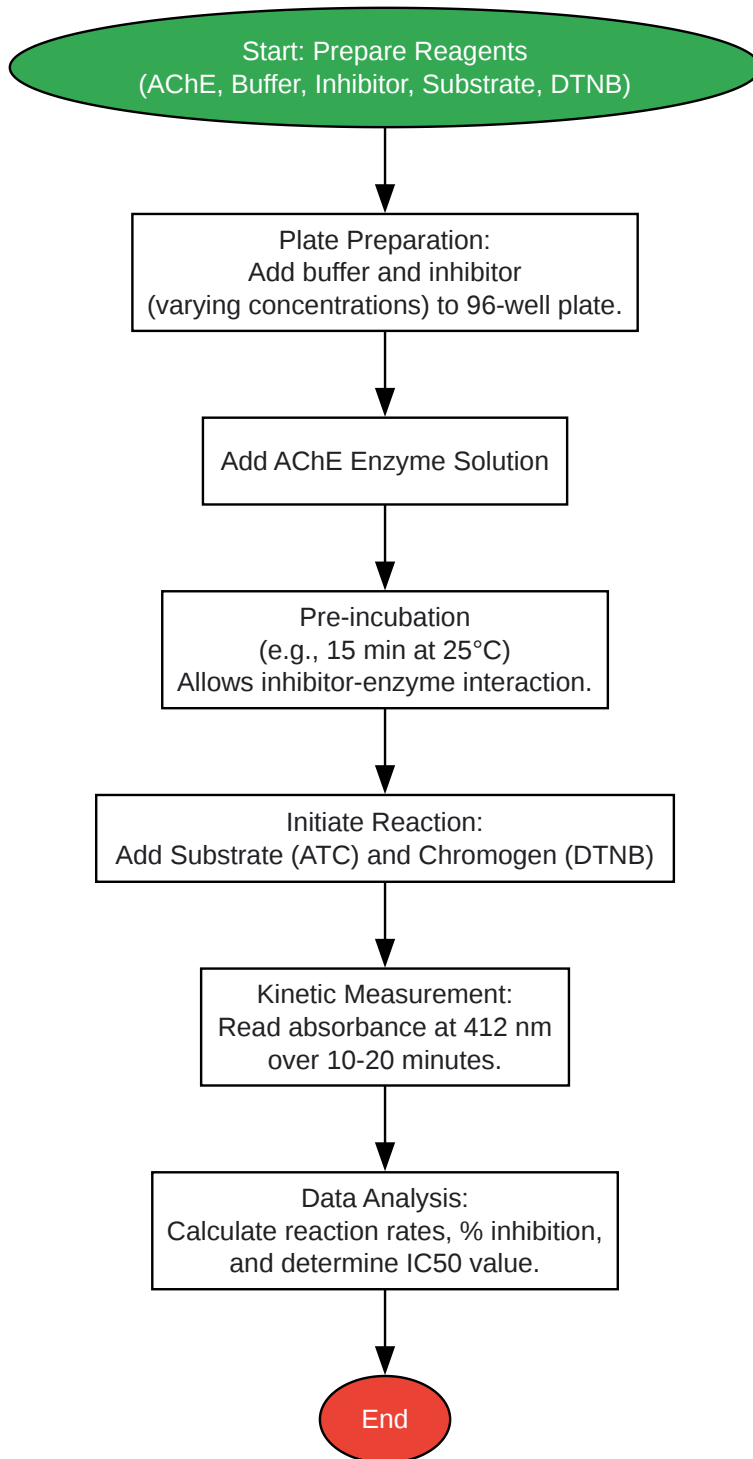 Start: Prepare Reagents
(AChE, Buffer, Inhibitor, Substrate, DTNB)
Plate Preparation:
Add buffer and inhibitor
(varying concentrations) to 96-well plate.
Add AChE Enzyme Solution
Pre-incubation
(e.g., 15 min at 25°C)
Allows inhibitor-enzyme interaction.
Initiate Reaction:
Add Substrate (ATC) and Chromogen (DTNB)
Kinetic Measurement:
Read absorbance at 412 nm
over 10-20 minutes.
Data Analysis:
Calculate reaction rates, % inhibition,
and determine IC50 value.
End